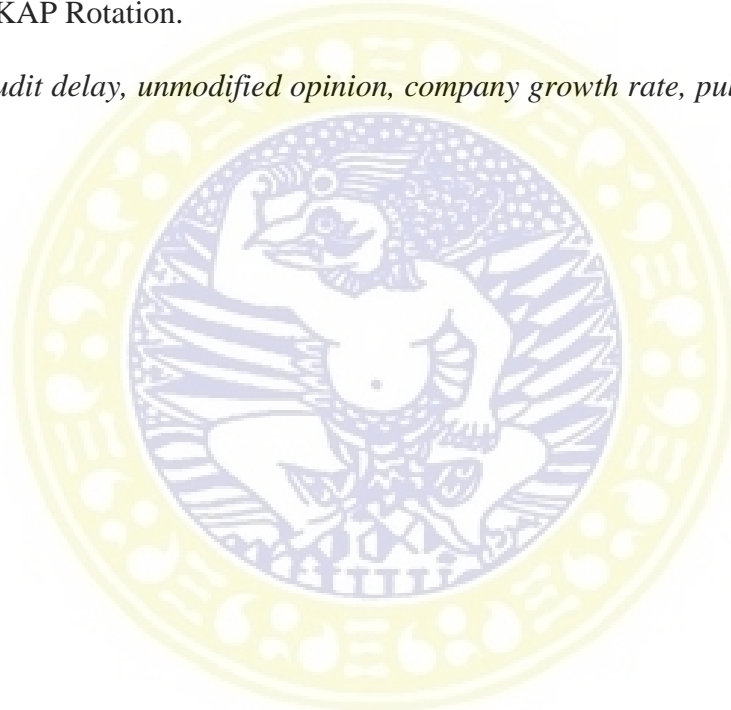 KAP Rotation.
udit delay, unmodified opinion, company growth rate, pu